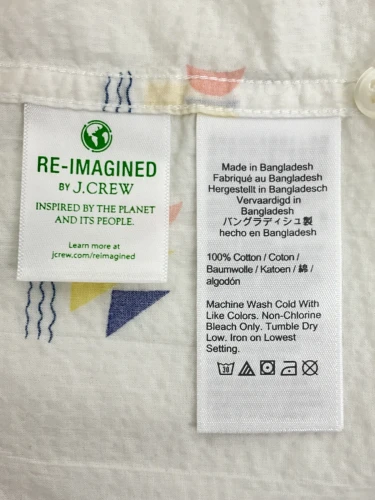 RE-IMAGINED
BY J.CREW
INSPIRED BY THE PLANET
AND ITS PEOPLE.
Learn more at
jcrew.com/reimagined
Made in Bangladesh
Fabriqué au Bangladesh
Hergestellt in Bangladesch
Vervaardigd in
Bangladesh
バングラディシュ製
hecho en Bangladesh
100% Cotton / Coton /
Baumwolle / Katoen / 綿 /
algodón
Machine Wash Cold With
Like Colors. Non-Chlorine
Bleach Only. Tumble Dry
Low. Iron on Lowest
Setting.
30